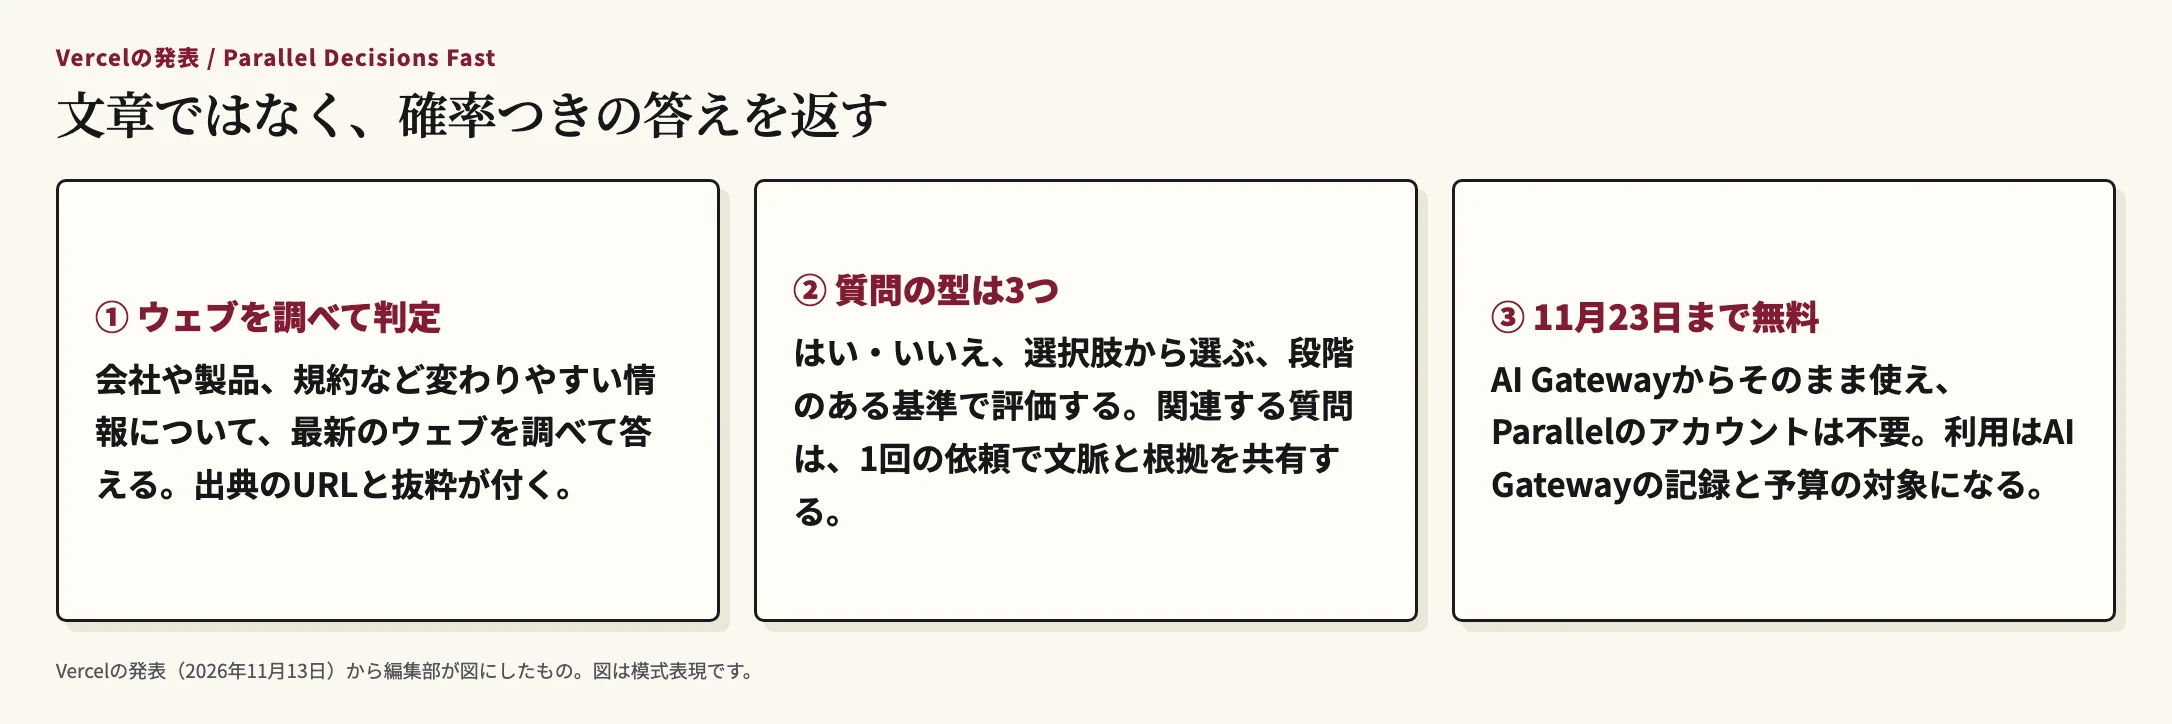 Vercelの発表 / Parallel Decisions Fast
文章ではなく、確率つきの答えを返す
① ウェブを調べて判定
会社や製品、規約など変わりやすい情
報について、最新のウェブを調べて答
える。出典のURLと抜粋が付く。
② 質問の型は3つ
はい・いいえ、選択肢から選ぶ、段階
のある基準で評価する。関連する質問
は、1回の依頼で文脈と根拠を共有す
る。
③ 11月23日まで無料
AI Gatewayからそのまま使え、
Parallelのアカウントは不要。利用はAI
Gatewayの記録と予算の対象になる。
Vercelの発表（2026年11月13日）から編集部が図にしたもの。図は模式表現です。